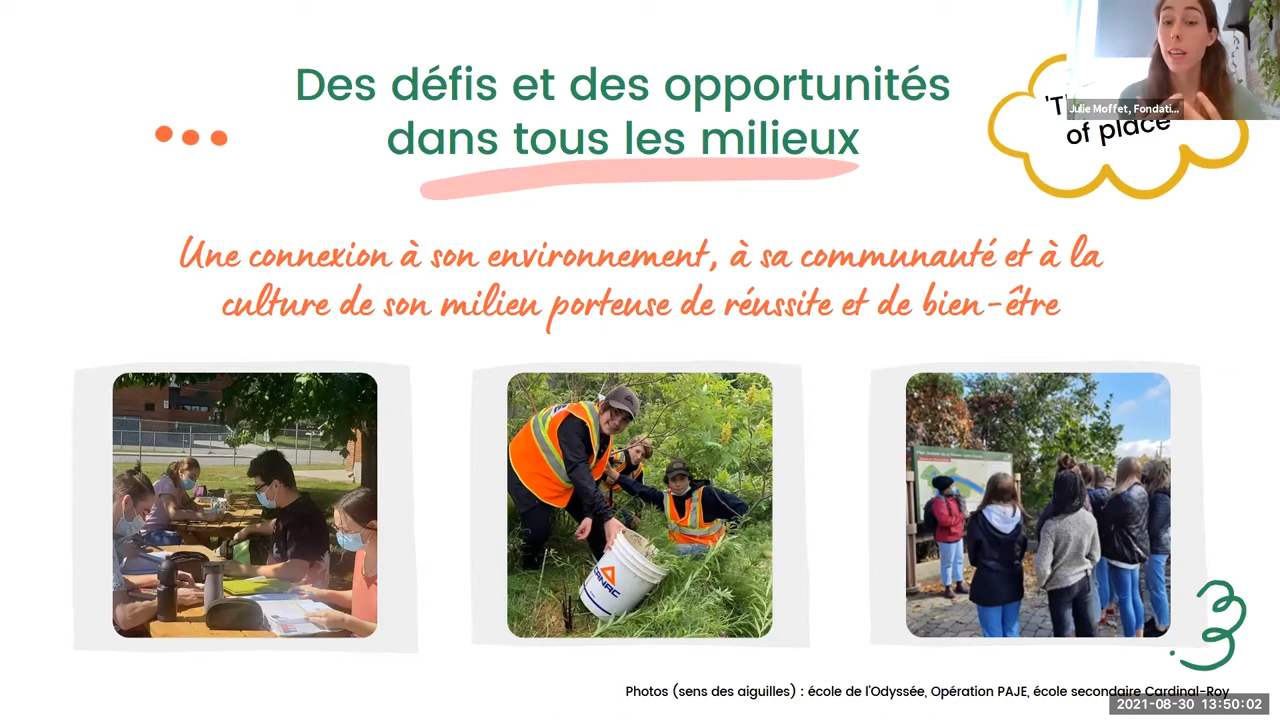 Des défis et des opportunités
dans tous les milieux
Julie Moffet, Fondati...
of place
Une connexion à son environnement, à sa communauté et à la
culture de son milieu porteuse de réussite et de bien-être
CANAC
Photos (sens des aiguilles) : école de l'Odyssée, Opération PAJE, école secondaire Cardinal-Roy
2021-08-30 13:50:02